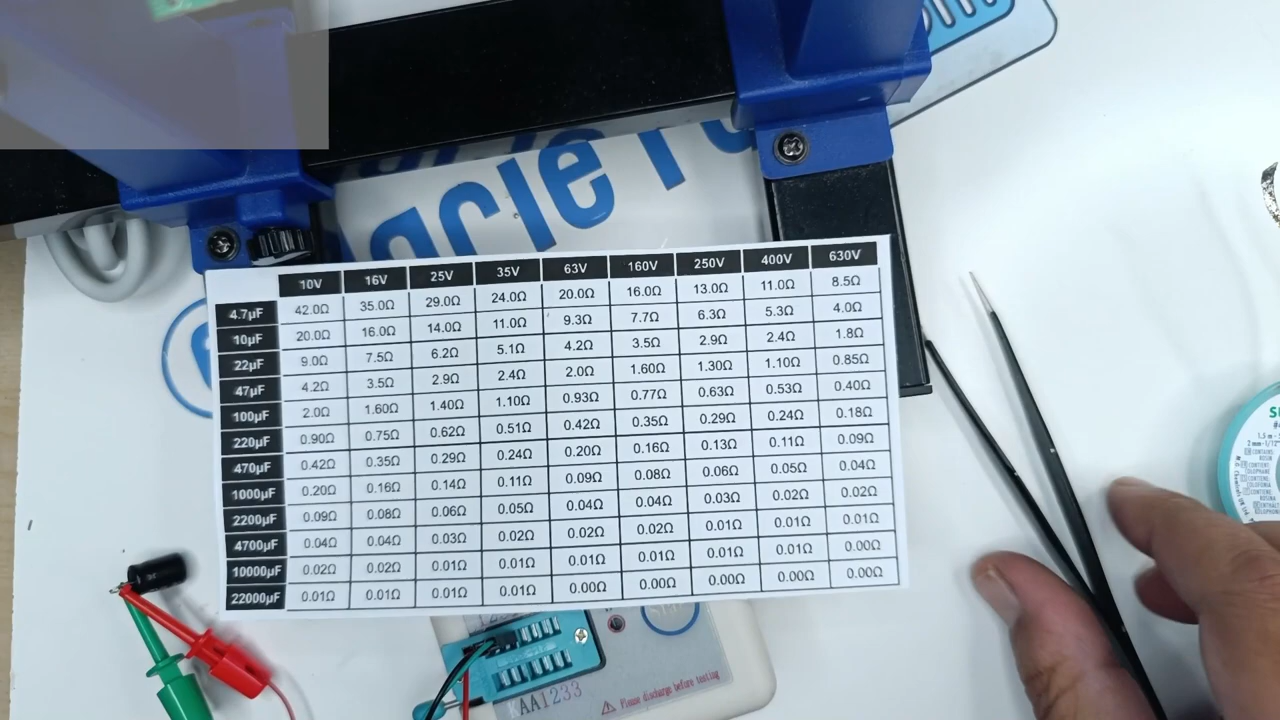 acle
10V 16V 25V 35V 63V 160V 250V 400V 630V
4.7µF 42.0Ω 35.0Ω 29.0Ω 24.0Ω 20.0Ω 16.0Ω 13.0Ω 11.0Ω 8.5Ω
10µF 20.0Ω 16.0Ω 14.0Ω 11.0Ω 9.3Ω 7.7Ω 6.3Ω 5.3Ω 4.0Ω
22µF 9.0Ω 7.5Ω 6.2Ω 5.1Ω 4.2Ω 3.5Ω 2.9Ω 2.4Ω 1.8Ω
47µF 4.2Ω 3.5Ω 2.9Ω 2.4Ω 2.0Ω 1.60Ω 1.30Ω 1.10Ω 0.85Ω
100µF 2.0Ω 1.60Ω 1.40Ω 1.10Ω 0.93Ω 0.77Ω 0.63Ω 0.53Ω 0.40Ω
220µF 0.90Ω 0.75Ω 0.62Ω 0.51Ω 0.42Ω 0.35Ω 0.29Ω 0.24Ω 0.18Ω
470µF 0.42Ω 0.35Ω 0.29Ω 0.24Ω 0.20Ω 0.16Ω 0.13Ω 0.11Ω 0.09Ω
1000µF 0.20Ω 0.16Ω 0.14Ω 0.11Ω 0.09Ω 0.08Ω 0.06Ω 0.05Ω 0.04Ω
2200µF 0.09Ω 0.08Ω 0.06Ω 0.05Ω 0.04Ω 0.04Ω 0.03Ω 0.02Ω 0.02Ω
4700µF 0.04Ω 0.04Ω 0.03Ω 0.02Ω 0.02Ω 0.02Ω 0.01Ω 0.01Ω 0.01Ω
10000µF 0.02Ω 0.02Ω 0.01Ω 0.01Ω 0.01Ω 0.01Ω 0.01Ω 0.01Ω 0.00Ω
22000µF 0.01Ω 0.01Ω 0.01Ω 0.01Ω 0.00Ω 0.00Ω 0.00Ω 0.00Ω 0.00Ω
KAA1233
Please discharge before testing